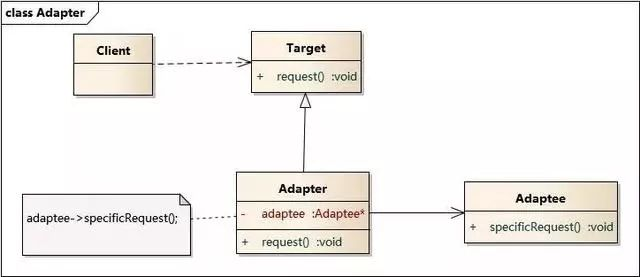 class Adapter
Client
Target
+ request() :void
Adapter
- adaptee :Adaptee*
+ request() :void
adaptee->specificRequest();
Adaptee
+ specificRequest() :void